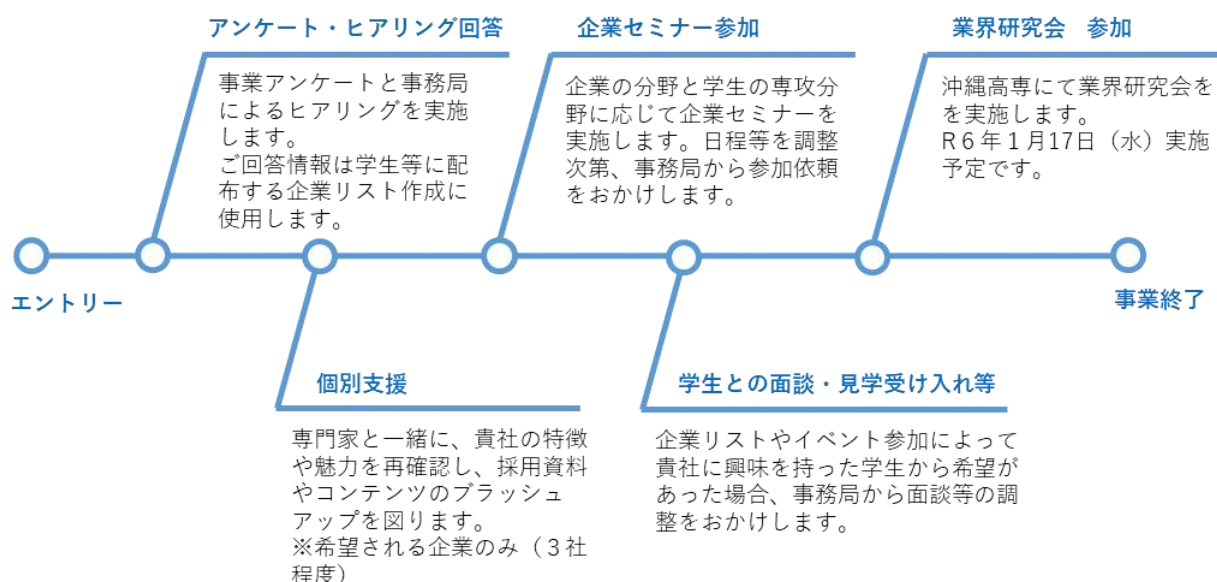 アンケート・ヒアリング回答
事業アンケートと事務局
によるヒアリングを実施
します。
ご回答情報は学生等に配
布する企業リスト作成に
使用します。
企業セミナー参加
企業の分野と学生の専攻分
野に応じて企業セミナーを
実施します。日程等を調整
次第、事務局から参加依頼
をおかけします。
業界研究会　参加
沖縄高専にて業界研究会を
を実施します。
R６年１月17日（水）実施
予定です。
エントリー
事業終了
個別支援
専門家と一緒に、貴社の特徴
や魅力を再確認し、採用資料
やコンテンツのブラッシュ
アップを図ります。
※希望される企業のみ（３社
程度）
学生との面談・見学受け入れ等
企業リストやイベント参加によって
貴社に興味を持った学生から希望が
あった場合、事務局から面談等の調
整をおかけします。